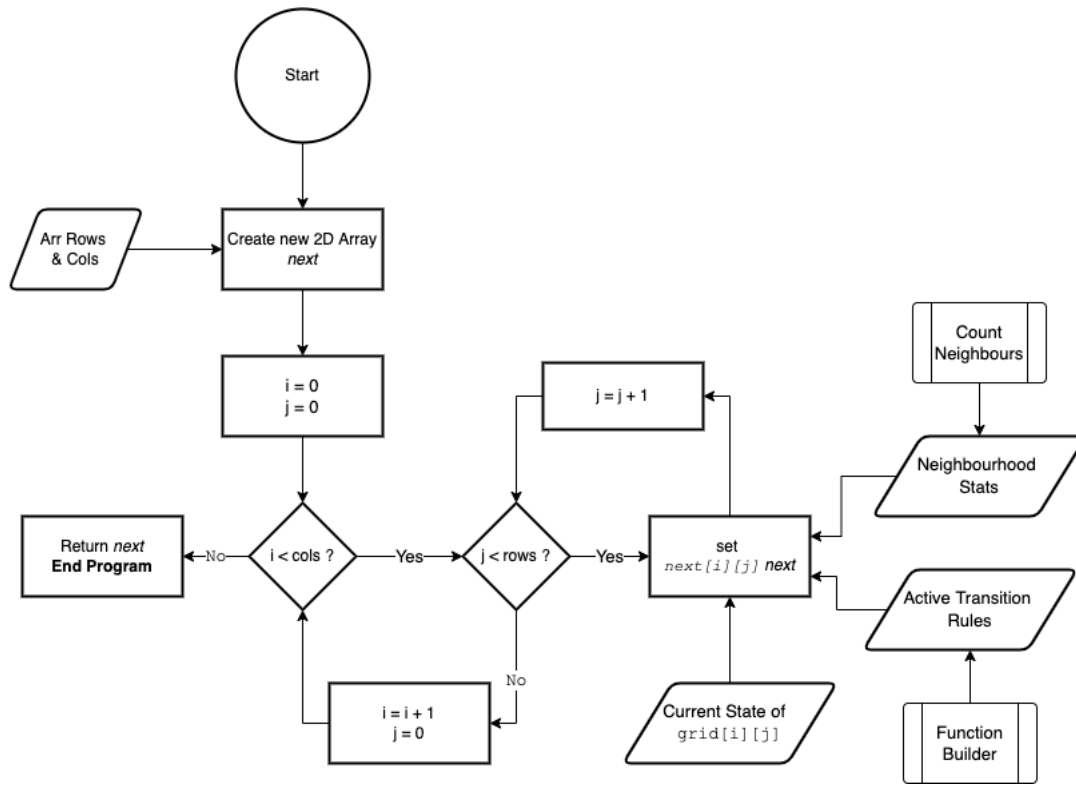 Start
Arr Rows
& Cols
Create new 2D Array
next
i = 0
j = 0
Count
Neighbours
j = j + 1
Neighbourhood
Stats
Return next
End Program
No
i < cols ?
Yes
j < rows ?
Yes
set
next[i][j] next
Active Transition
Rules
No
i = i + 1
j = 0
Current State of
grid[i][j]
Function
Builder